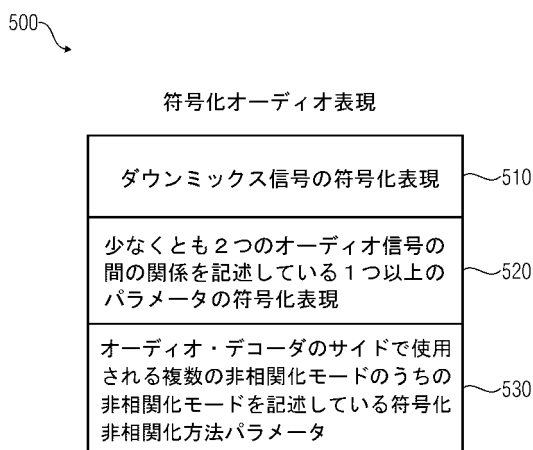 500
符号化オーディオ表現
ダウンミックス信号の符号化表現
510
少なくとも2つのオーディオ信号の
間の関係を記述している1つ以上の
パラメータの符号化表現
520
オーディオ・デコーダのサイドで使用
される複数の非相関化モードのうちの
非相関化モードを記述している符号化
非相関化方法パラメータ
530